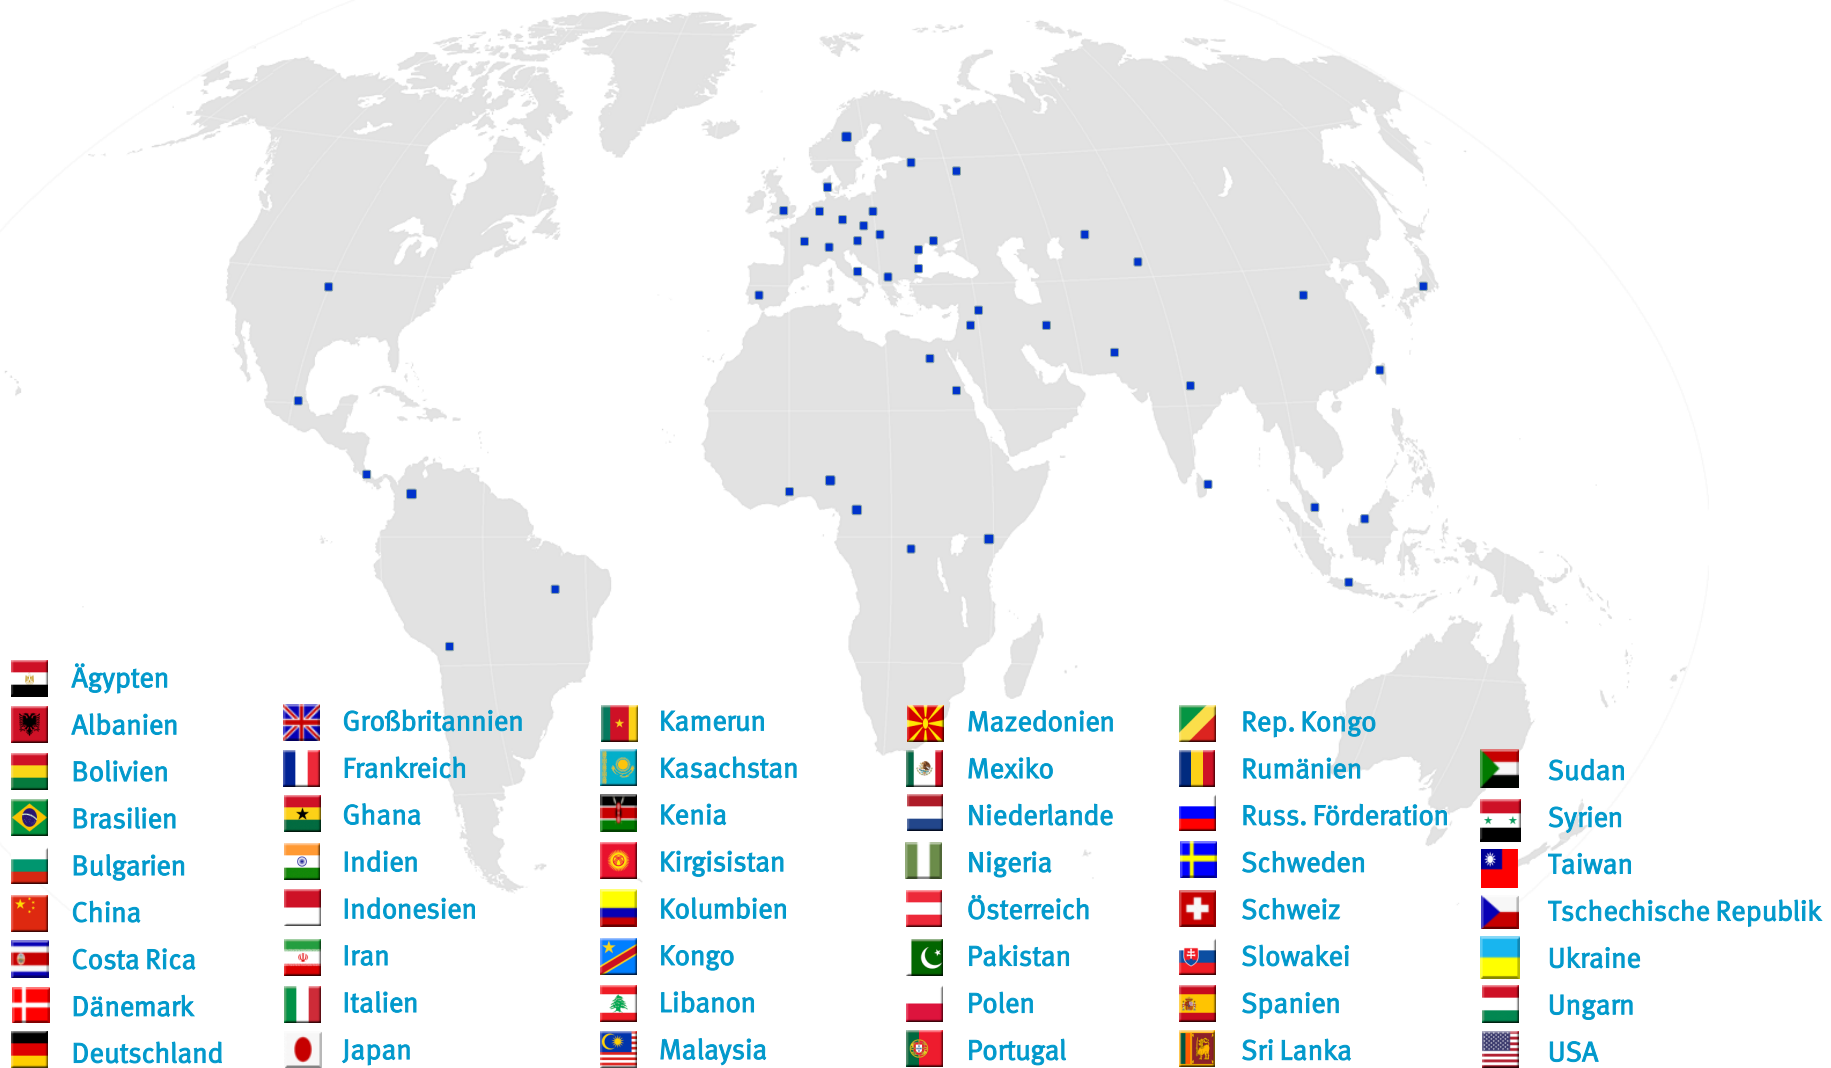 Ägypten
Albanien
Bolivien
Brasilien
Bulgarien
China
Costa Rica
Dänemark
Deutschland
Großbritannien
Frankreich
Ghana
Indien
Indonesien
Iran
Italien
Japan
Kamerun
Kasachstan
Kenia
Kirgisistan
Kolumbien
Kongo
Libanon
Malaysia
Mazedonien
Mexiko
Niederlande
Nigeria
Österreich
Pakistan
Polen
Portugal
Rep. Kongo
Rumänien
Russ. Förderation
Schweden
Schweiz
Slowakei
Spanien
Sri Lanka
Sudan
Syrien
Taiwan
Tschechische Republik
Ukraine
Ungarn
USA